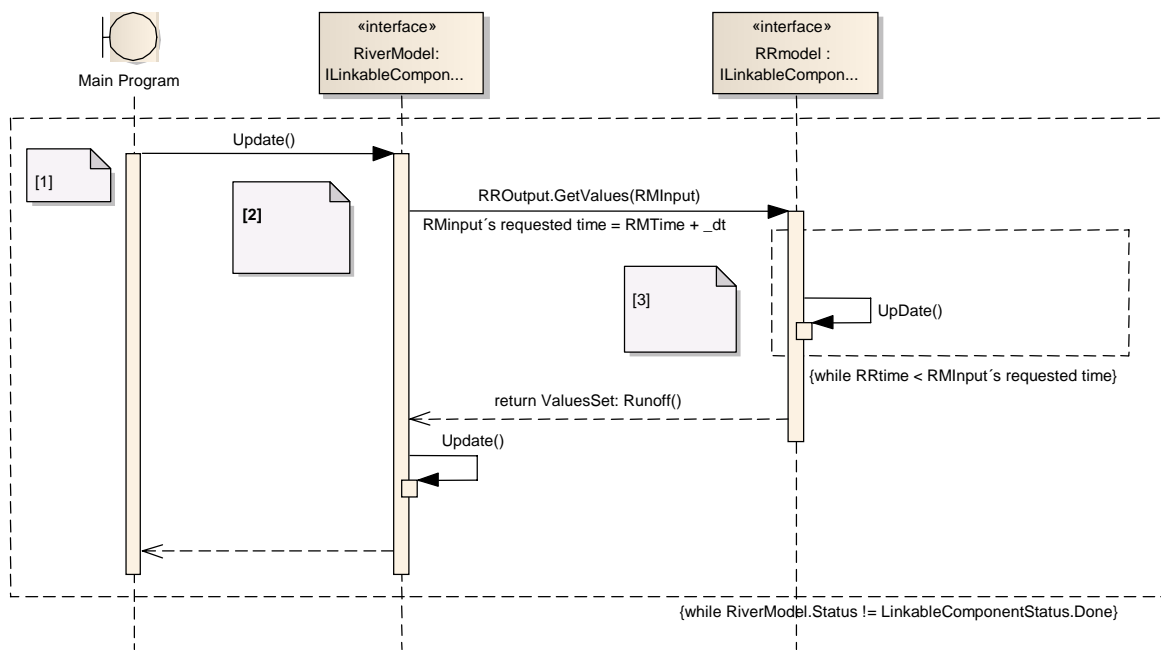 Main Program
«interface»
RiverModel:
ILinkableCompon...
«interface»
RRmodel :
ILinkableCompon...
Update()
[1]
[2]
RROutput.GetValues(RMInput)
RMinput´s requested time = RMTime + _dt
[3]
UpDate()
{while RRtime < RMInput´s requested time}
return ValuesSet: Runoff()
Update()
{while RiverModel.Status != LinkableComponentStatus.Done}